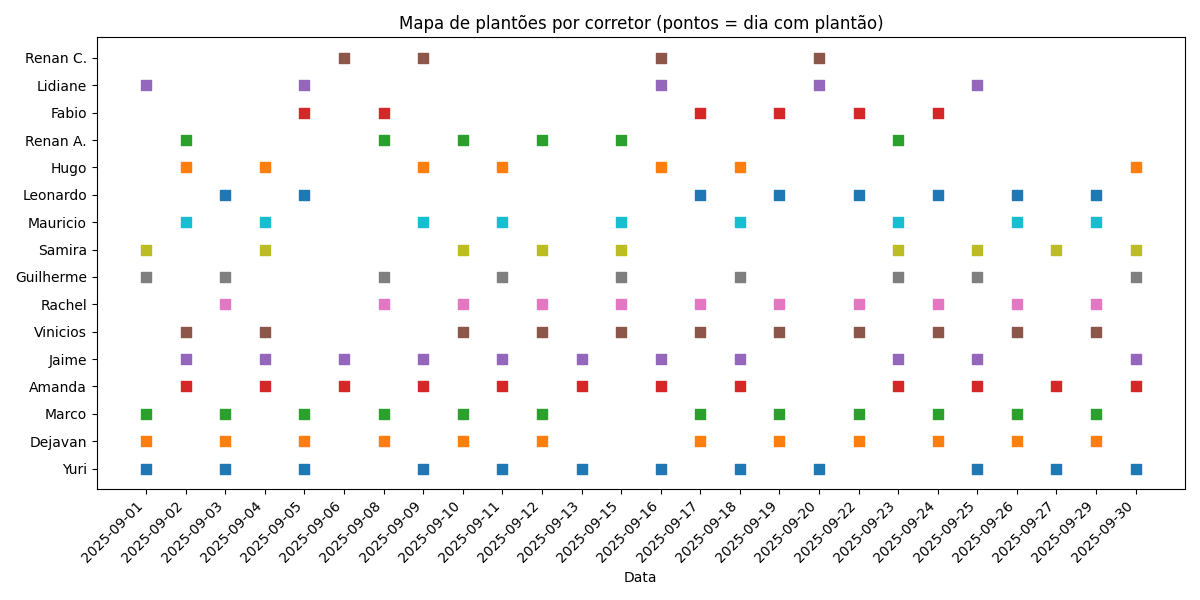 Mapa de plantões por corretor (pontos = dia com plantão)
Renan C.
Lidiane
Fabio
Renan A.
Hugo
Leonardo
Mauricio
Samira
Guilherme
Rachel
Vinicios
Jaime
Amanda
Marco
Dejavan
Yuri
2025-09-01
2025-09-02
2025-09-03
2025-09-04
2025-09-05
2025-09-06
2025-09-08
2025-09-09
2025-09-10
2025-09-11
2025-09-12
2025-09-13
2025-09-15
2025-09-16
2025-09-17
2025-09-18
2025-09-19
2025-09-20
2025-09-22
2025-09-23
2025-09-24
2025-09-25
2025-09-26
2025-09-27
2025-09-29
2025-09-30
Data